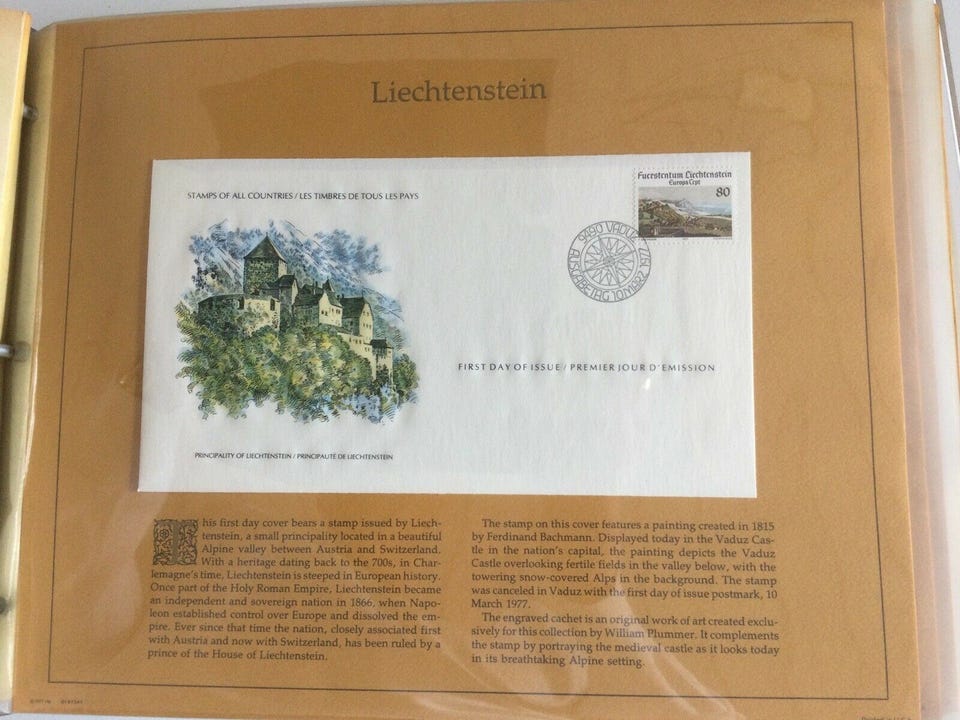 Liechtenstein
STAMPS OF ALL COUNTRIES / LES TIMBRES DE TOUS LES PAYS
Fuerstentum Liechtenstein
Europa Cept
80
9490 VADUZ
AUSGABETAG 10 MÄRZ 1977
FIRST DAY OF ISSUE / PREMIER JOUR D'EMISSION
PRINCIPALITY OF LIECHTENSTEIN / PRINCIPAUTE DE LIECHTENSTEIN
This first day cover bears a stamp issued by Liech-
tenstein, a small principality located in a beautiful
Alpine valley between Austria and Switzerland.
With a heritage dating back to the 700s, in Char-
lemagne's time, Liechtenstein is steeped in European history.
Once part of the Holy Roman Empire, Liechtenstein became
an independent and sovereign nation in 1866, when Napo-
leon established control over Europe and dissolved the em-
pire. Ever since that time the nation, closely associated first
with Austria and now with Switzerland, has been ruled by a
prince of the House of Liechtenstein.
The stamp on this cover features a painting created in 1815
by Ferdinand Bachmann. Displayed today in the Vaduz Cas-
tle in the nation's capital, the painting depicts the Vaduz
Castle overlooking fertile fields in the valley below, with the
towering snow-covered Alps in the background. The stamp
was canceled in Vaduz with the first day of issue postmark, 10
March 1977.
The engraved cachet is an original work of art created exclu-
sively for this collection by William Plummer. It complements
the stamp by portraying the medieval castle as it looks today
in its breathtaking Alpine setting.